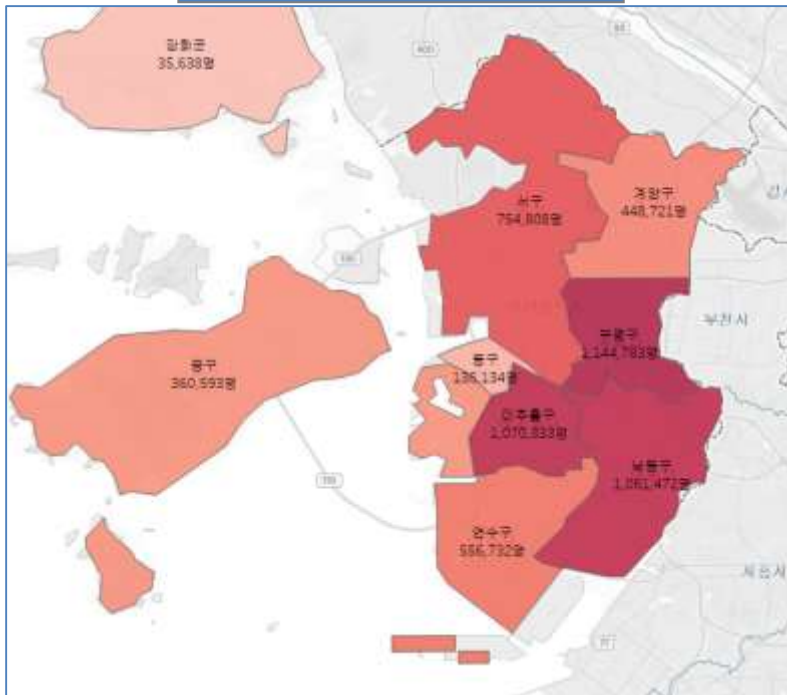 강화군
35,638명
계양구
448,721명
서구
754,808명
부천시
부평구
1,144,783명
중구
360,593명
동구
136,134명
미추홀구
1,070,833명
남동구
1,061,472명
연수구
556,732명